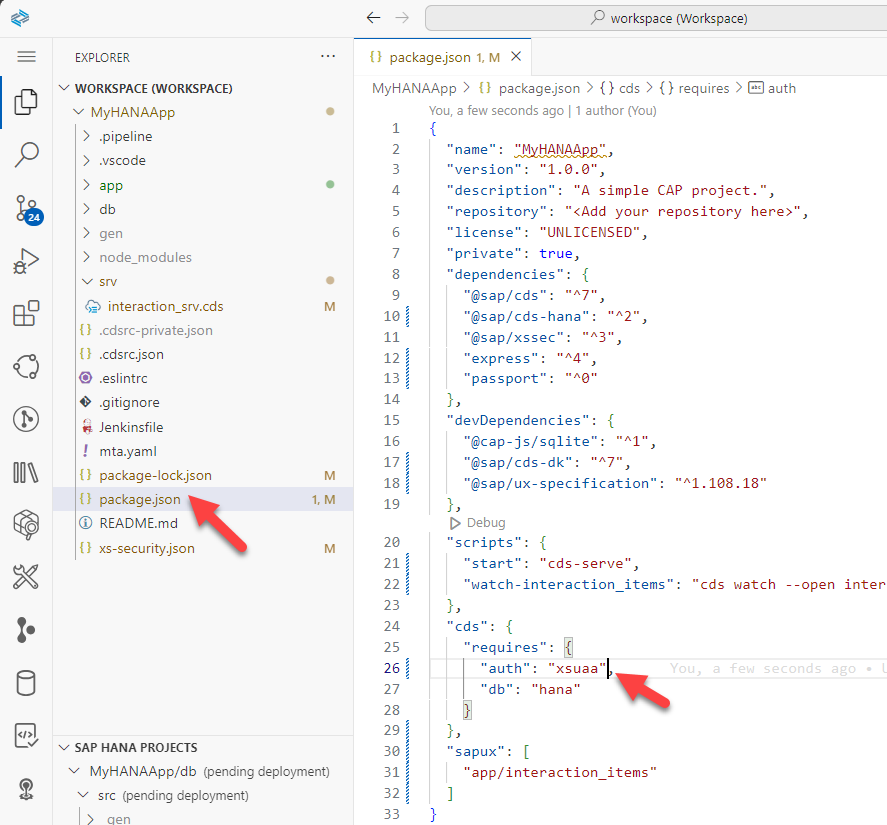 workspace (Workspace)
EXPLORER ···
WORKSPACE (WORKSPACE)
MyHANAApp
.pipeline
.vscode
app
db
gen
node_modules
srv
interaction_srv.cds M
.cdsrc-private.json
.cdsrc.json
.eslintrc
.gitignore
Jenkinsfile
mta.yaml
package-lock.json M
package.json 1, M
README.md
xs-security.json M
SAP HANA PROJECTS
MyHANAApp/db (pending deployment)
src (pending deployment)
gen
24
package.json 1, M
MyHANAApp > {} package.json > {} cds > {} requires > abc auth
You, a few seconds ago | 1 author (You)
1 {
2 "name": "MyHANAApp",
3 "version": "1.0.0",
4 "description": "A simple CAP project.",
5 "repository": "<Add your repository here>",
6 "license": "UNLICENSED",
7 "private": true,
8 "dependencies": {
9 "@sap/cds": "^7",
10 "@sap/cds-hana": "^2",
11 "@sap/xssec": "^3",
12 "express": "^4",
13 "passport": "^0"
14 },
15 "devDependencies": {
16 "@cap-js/sqlite": "^1",
17 "@sap/cds-dk": "^7",
18 "@sap/ux-specification": "^1.108.18"
19 },
Debug
20 "scripts": {
21 "start": "cds-serve",
22 "watch-interaction_items": "cds watch --open inter
23 },
24 "cds": {
25 "requires": {
26 "auth": "xsuaa", You, a few seconds ago • U
27 "db": "hana"
28 }
29 },
30 "sapux": [
31 "app/interaction_items"
32 ]
33 }